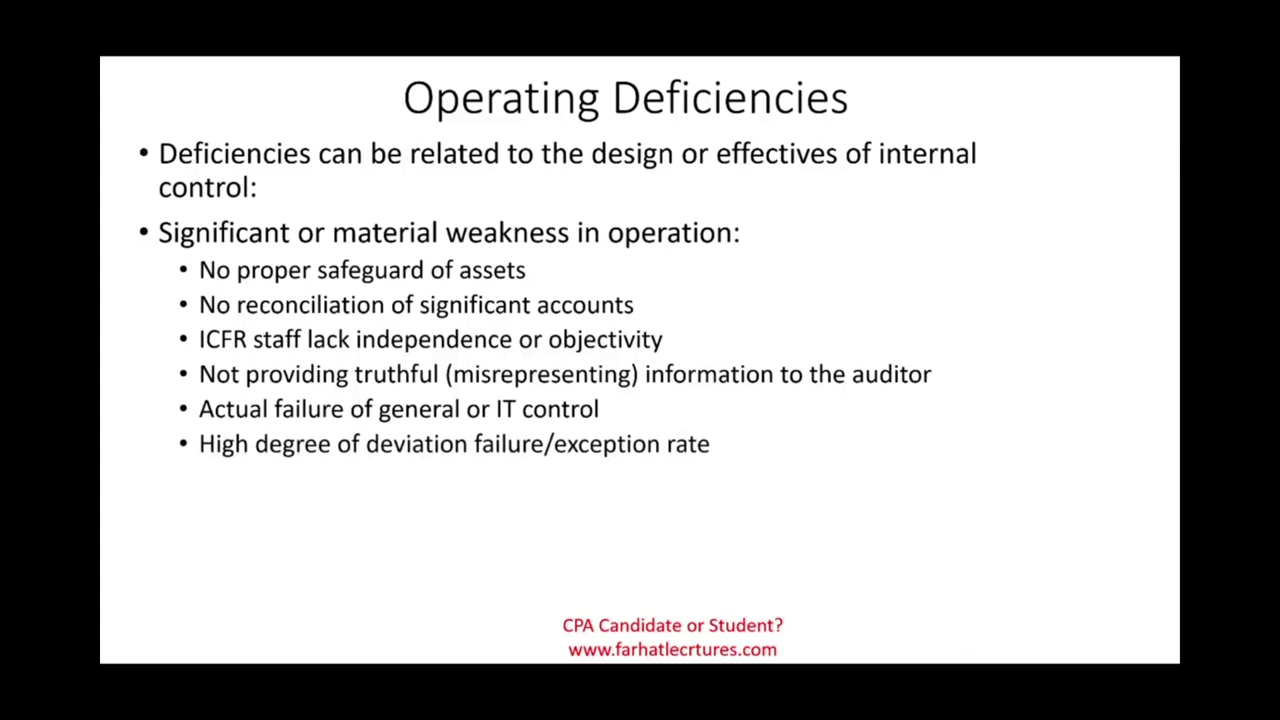 Operating Deficiencies
• Deficiencies can be related to the design or effectives of internal
control:
• Significant or material weakness in operation:
• No proper safeguard of assets
• No reconciliation of significant accounts
• ICFR staff lack independence or objectivity
• Not providing truthful (misrepresenting) information to the auditor
• Actual failure of general or IT control
• High degree of deviation failure/exception rate
CPA Candidate or Student?
www.farhatlecrtures.com